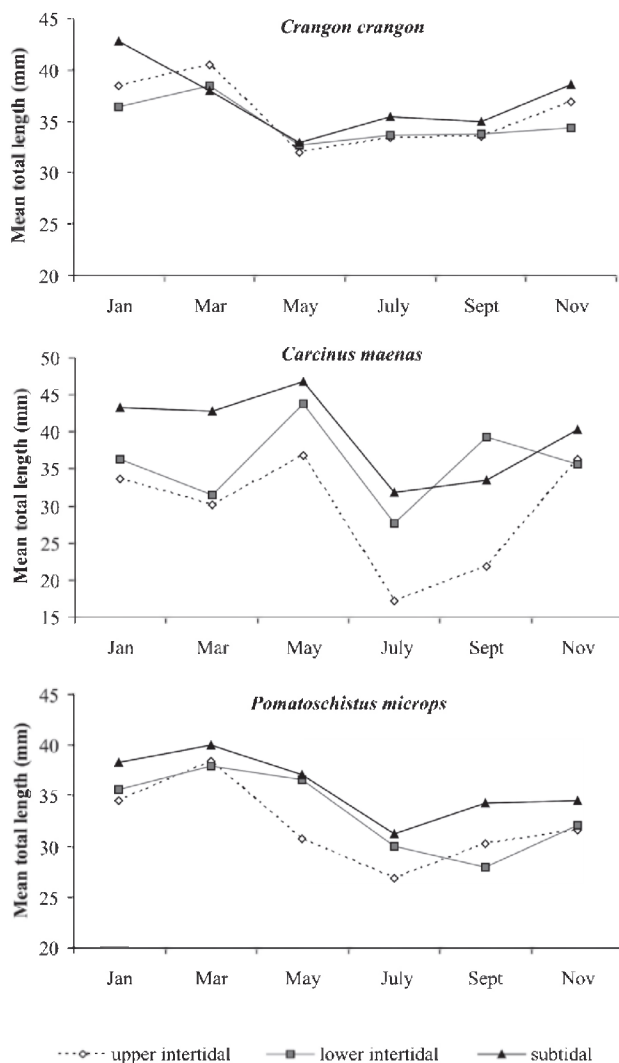 Crangon crangon
Mean total length (mm)
45
40
35
30
25
20
Jan Mar May July Sept Nov
Carcinus maenas
Mean total length (mm)
50
45
40
35
30
25
20
15
Jan Mar May July Sept Nov
Pomatoschistus microps
Mean total length (mm)
45
40
35
30
25
20
Jan Mar May July Sept Nov
upper intertidal lower intertidal subtidal